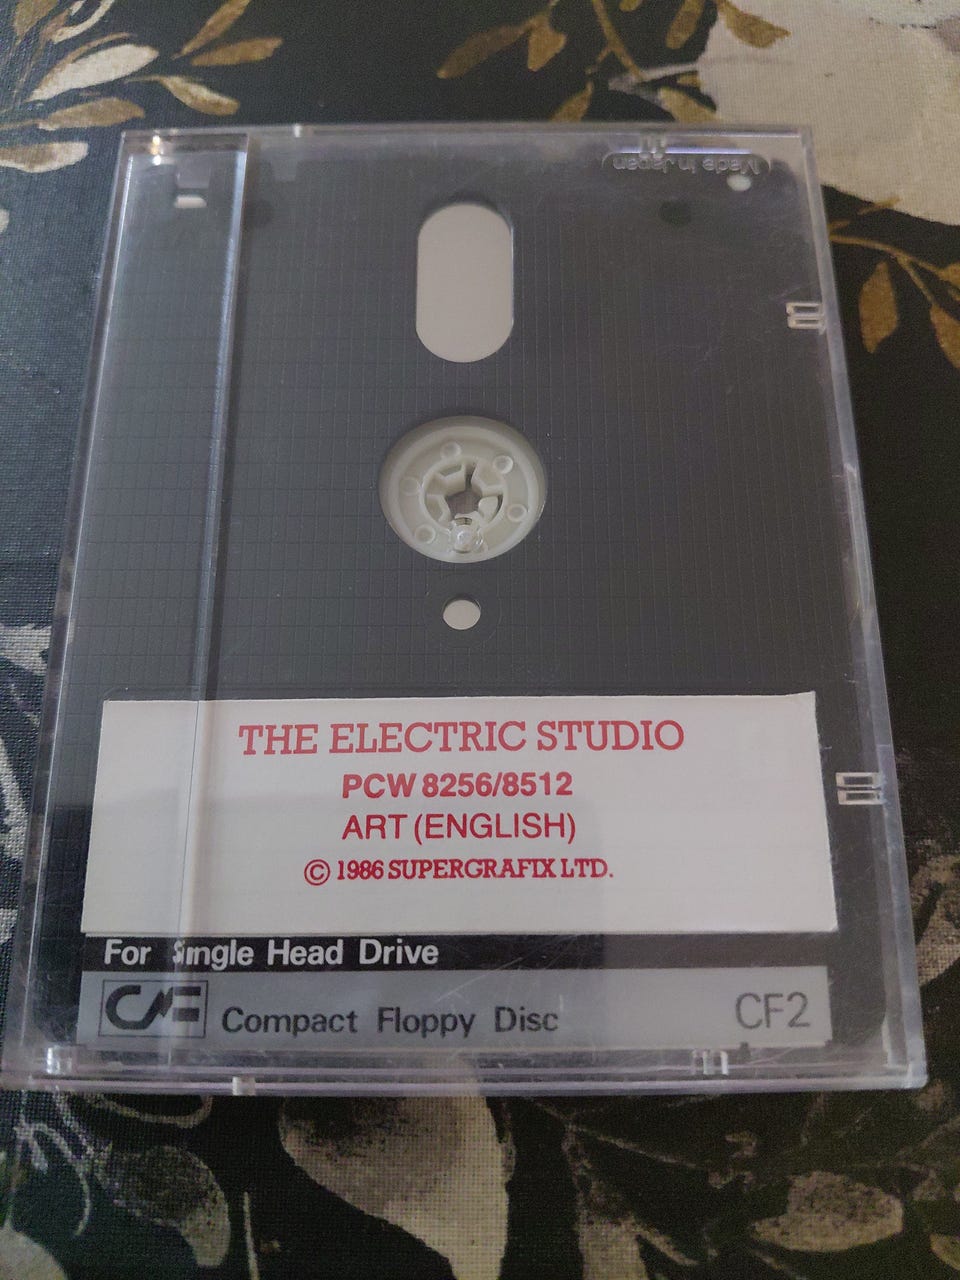 Made in Japan
THE ELECTRIC STUDIO
PCW 8256/8512
ART (ENGLISH)
© 1986 SUPERGRAFIX LTD.
For Single Head Drive
CF Compact Floppy Disc CF2